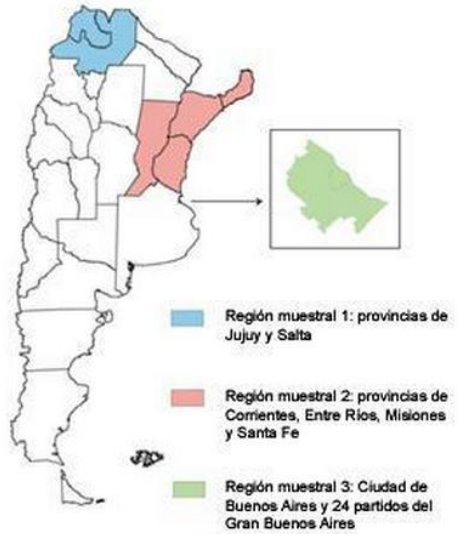 Región muestral 1: provincias de
Jujuy y Salta
Región muestral 2: provincias de
Corrientes, Entre Ríos, Misiones
y Santa Fe
Región muestral 3: Ciudad de
Buenos Aires y 24 partidos del
Gran Buenos Aires